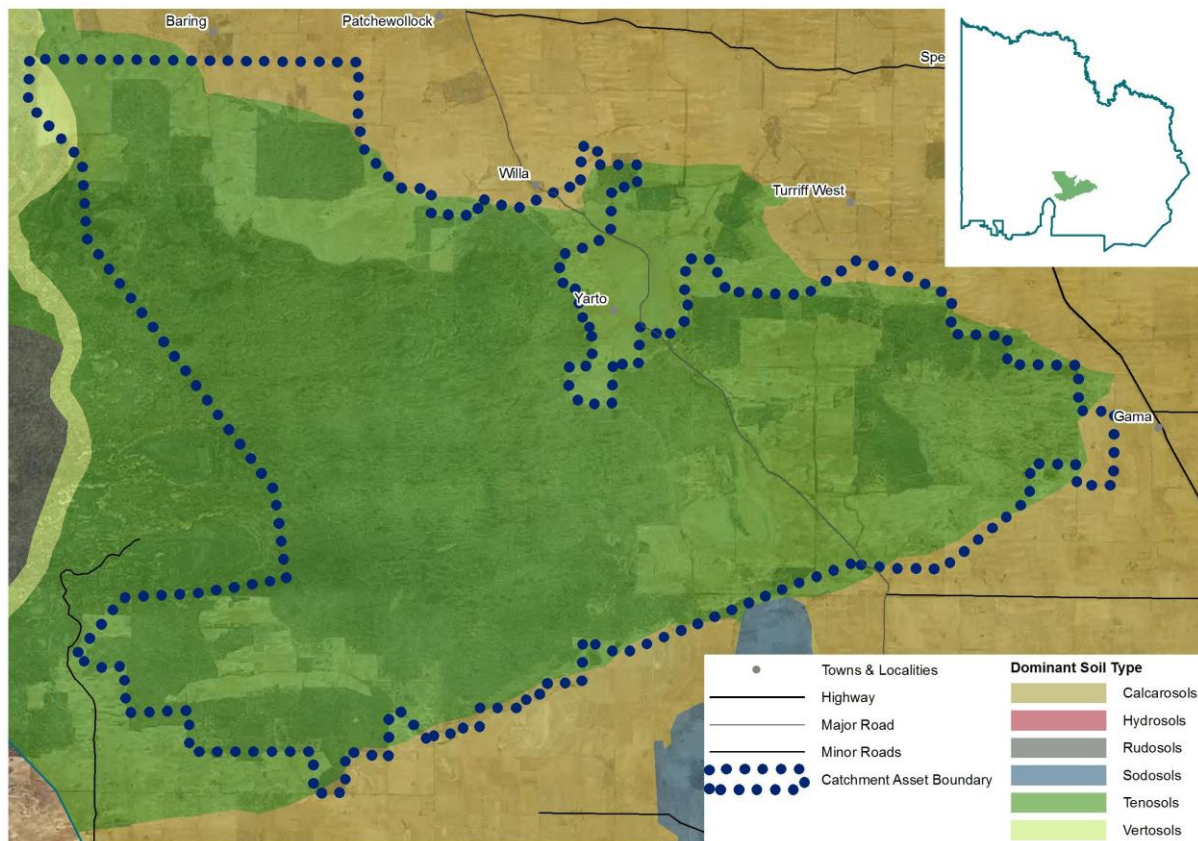 Baring
Patchewollock
Spe
Willa
Turriff West
Yarto
Gama
Towns & Localities
Highway
Major Road
Minor Roads
Catchment Asset Boundary
Dominant Soil Type
Calcarosols
Hydrosols
Rudosols
Sodosols
Tenosols
Vertosols